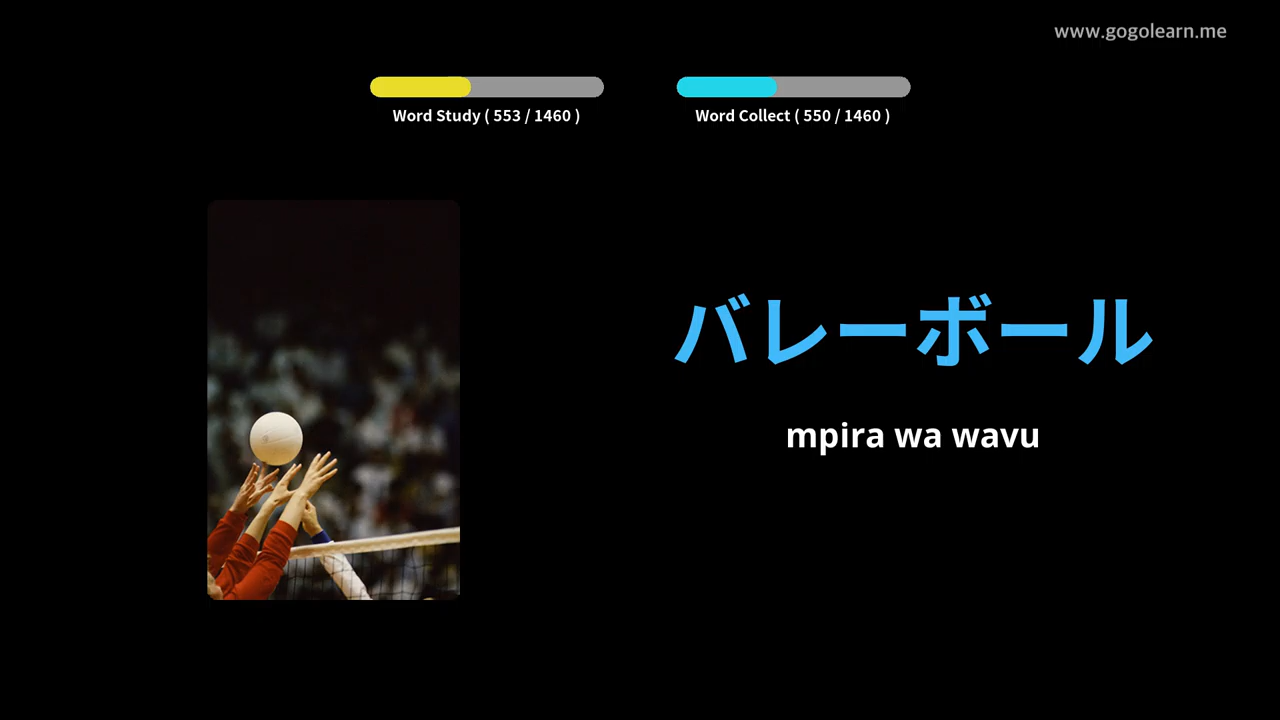 www.gogolearn.me
Word Study ( 553 / 1460 )
Word Collect ( 550 / 1460 )
バレーボール
mpira wa wavu